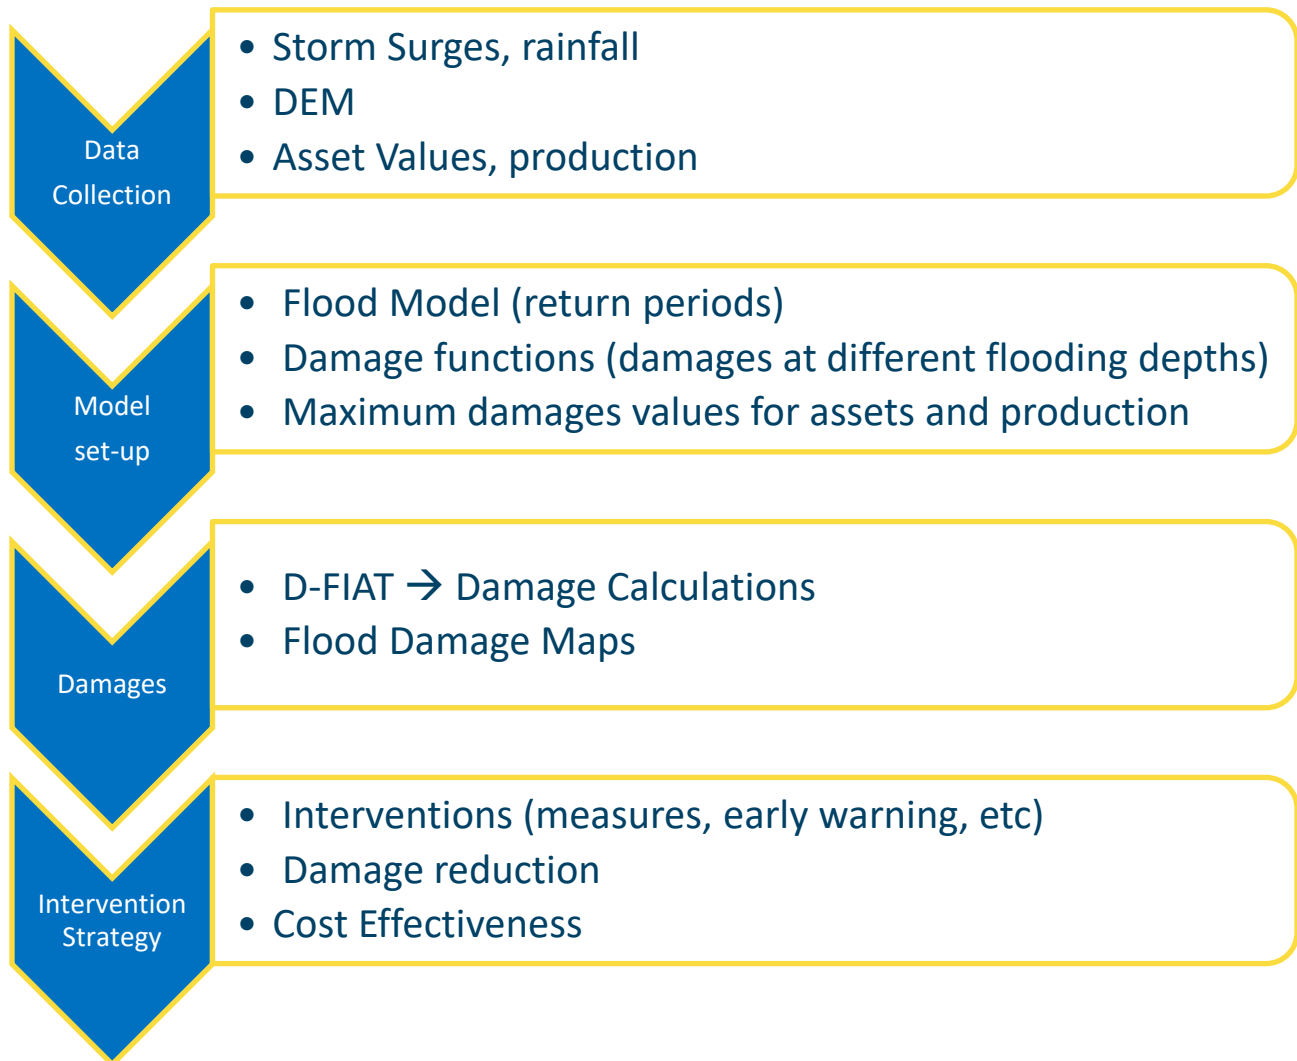 Data
Collection
• Storm Surges, rainfall
• DEM
• Asset Values, production
Model
set-up
• Flood Model (return periods)
• Damage functions (damages at different flooding depths)
• Maximum damages values for assets and production
Damages
• D-FIAT → Damage Calculations
• Flood Damage Maps
Intervention
Strategy
• Interventions (measures, early warning, etc)
• Damage reduction
• Cost Effectiveness